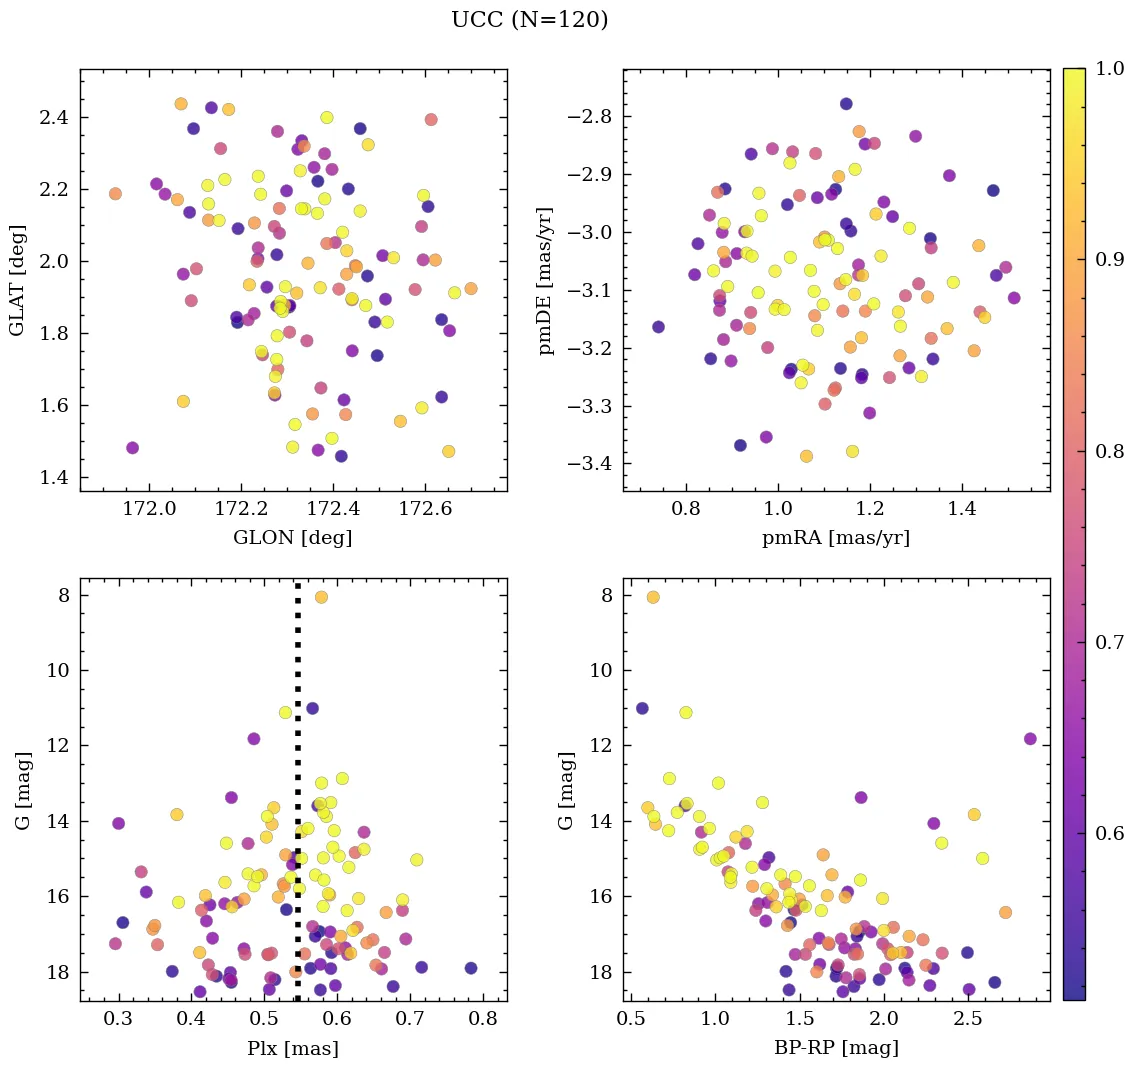 UCC (N=120)
2.4
2.2
2.0
1.8
1.6
1.4
GLAT [deg]
172.0 172.2 172.4 172.6
GLON [deg]
−2.8
−2.9
−3.0
−3.1
−3.2
−3.3
−3.4
pmDE [mas/yr]
0.8 1.0 1.2 1.4
pmRA [mas/yr]
8
10
12
14
16
18
G [mag]
0.3 0.4 0.5 0.6 0.7 0.8
Plx [mas]
8
10
12
14
16
18
G [mag]
0.5 1.0 1.5 2.0 2.5
BP-RP [mag]
1.0
0.9
0.8
0.7
0.6